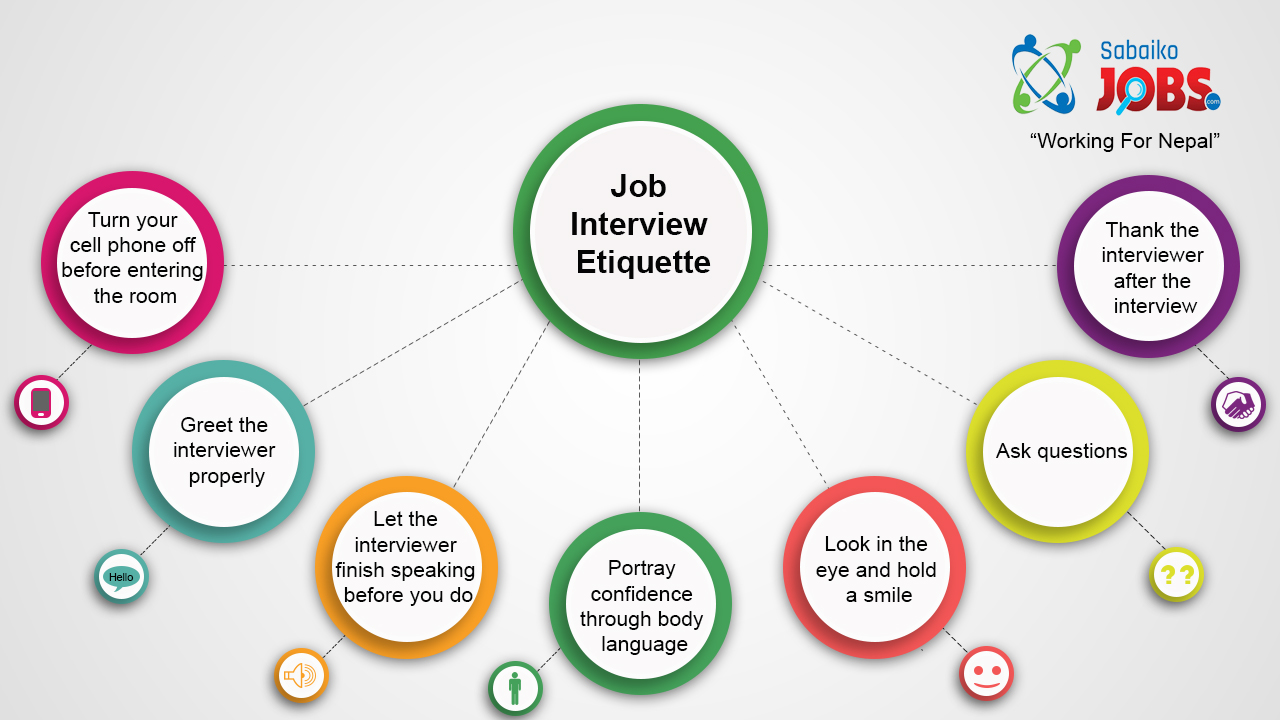 Sabaiko
JOBS
.com
“Working For Nepal”
Job
Interview
Etiquette
Turn your
cell phone off
before entering
the room
Greet the
interviewer
properly
Hello
Let the
interviewer
finish speaking
before you do
Portray
confidence
through body
language
Look in the
eye and hold
a smile
Ask questions
? ?
Thank the
interviewer
after the
interview